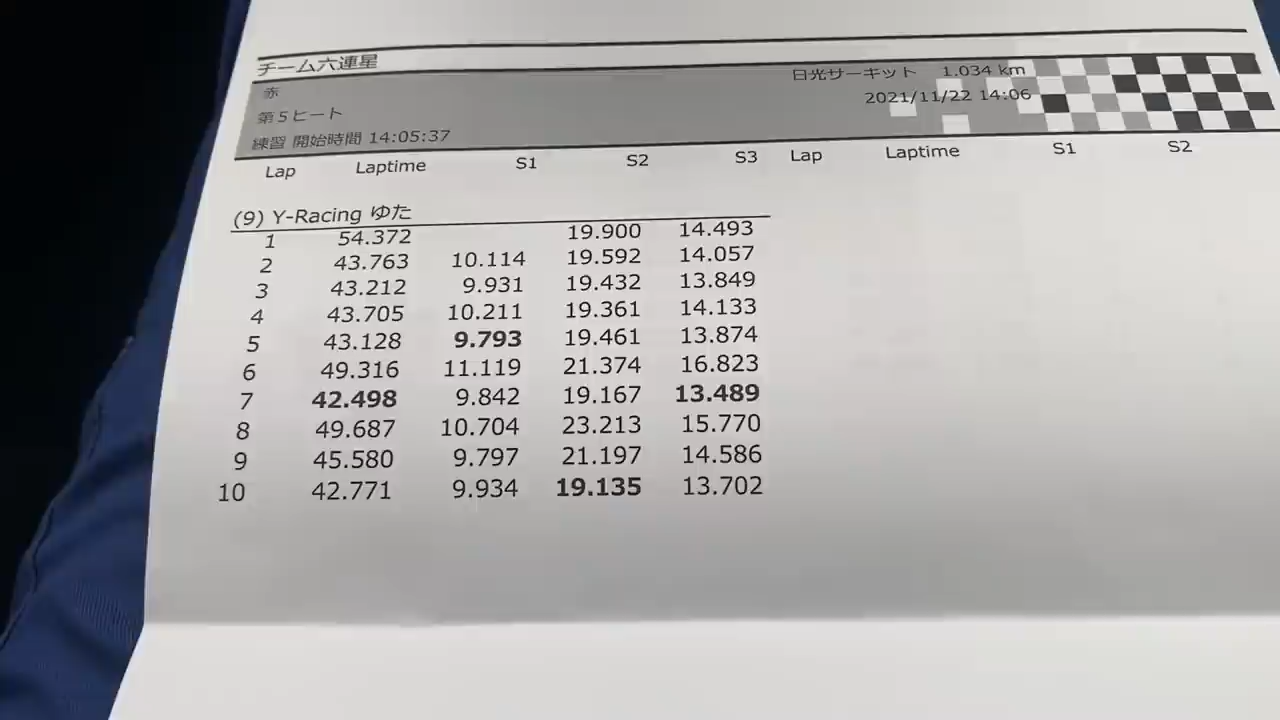 チーム六連星
赤
日光サーキット 1.034 km
第5ヒート
2021/11/22 14:06
練習 開始時間 14:05:37
Lap Laptime S1 S2 S3 Lap Laptime S1 S2
(9) Y-Racing ゆた
1 54.372 19.900 14.493
2 43.763 10.114 19.592 14.057
3 43.212 9.931 19.432 13.849
4 43.705 10.211 19.361 14.133
5 43.128 9.793 19.461 13.874
6 49.316 11.119 21.374 16.823
7 42.498 9.842 19.167 13.489
8 49.687 10.704 23.213 15.770
9 45.580 9.797 21.197 14.586
10 42.771 9.934 19.135 13.702